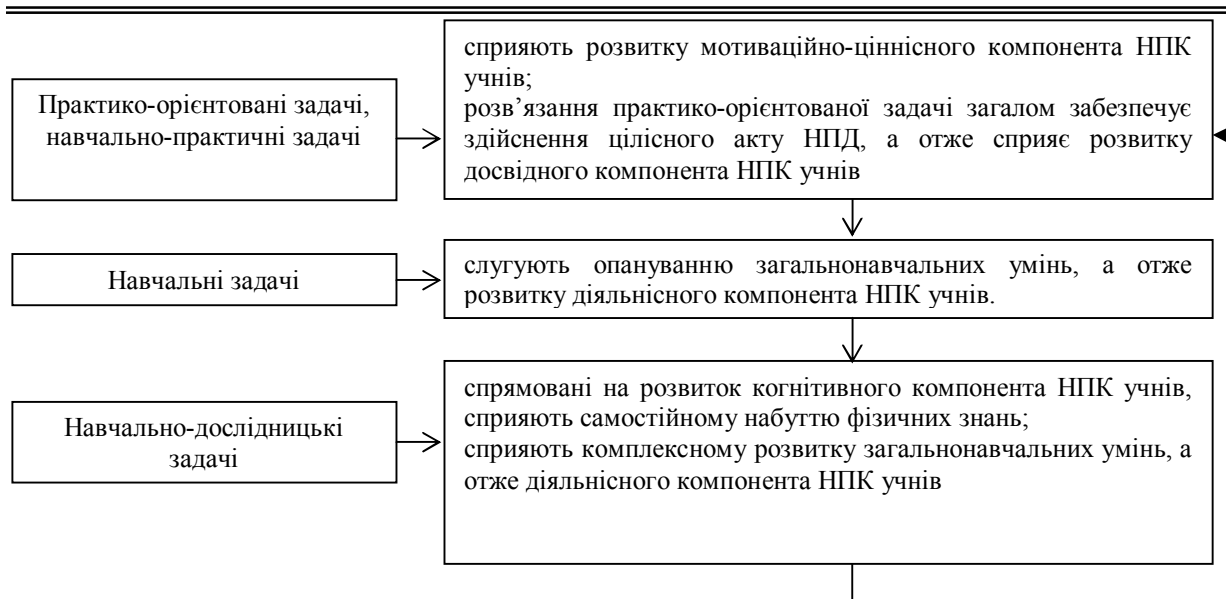 Практико-орієнтовані задачі,
навчально-практичні задачі
сприяють розвитку мотиваційно-ціннісного компонента НПК
учнів;
розв’язання практико-орієнтованої задачі загалом забезпечує
здійснення цілісного акту НПД, а отже сприяє розвитку
досвідного компонента НПК учнів
Навчальні задачі
слугують опануванню загальнонавчальних умінь, а отже
розвитку діяльнісного компонента НПК учнів.
Навчально-дослідницькі
задачі
спрямовані на розвиток когнітивного компонента НПК учнів,
сприяють самостійному набуттю фізичних знань;
сприяють комплексному розвитку загальнонавчальних умінь, а
отже діяльнісного компонента НПК учнів